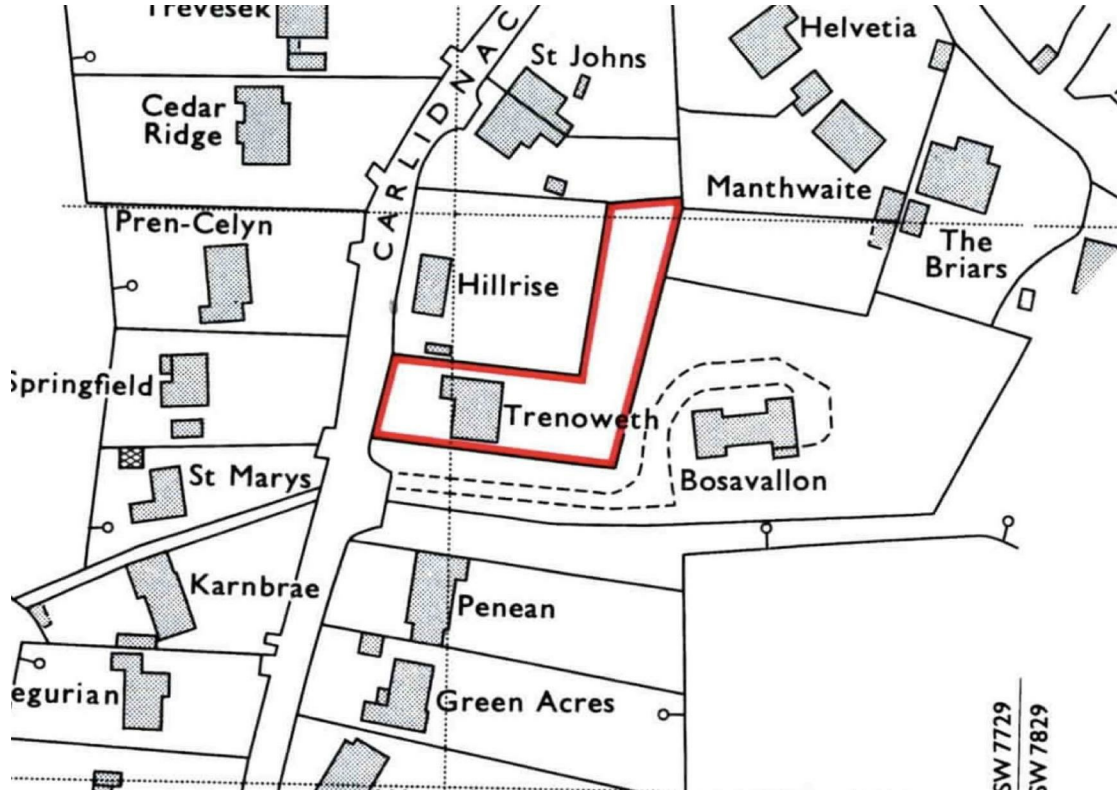 Trevesek
St Johns
Helvetia
Cedar
Ridge
CARLIDNAC
Manthwaite
Pren-Celyn
The
Briars
Hillrise
Springfield
Trenoweth
St Marys
Bosavallon
Karnbrae
Penean
egurian
Green Acres
SW 7729
SW 7829